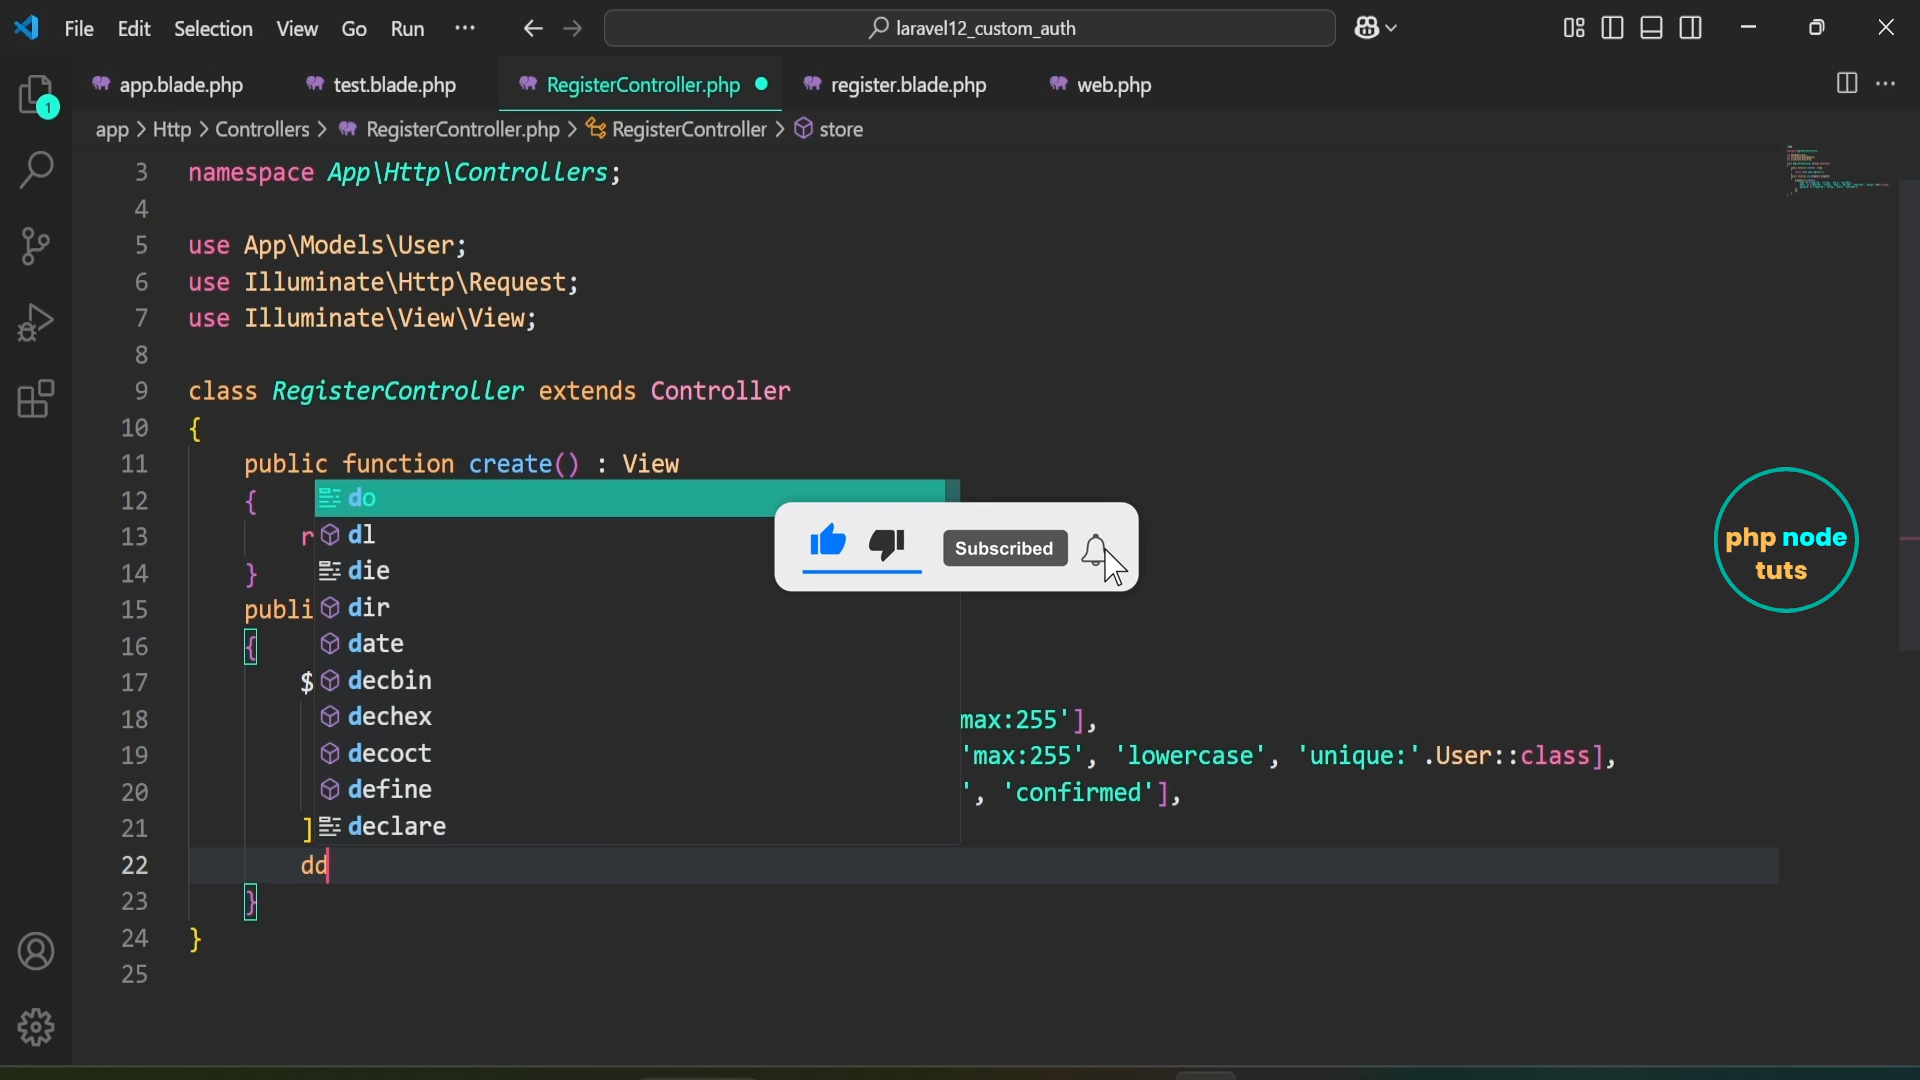 File Edit Selection View Go Run ... laravel12_custom_auth
app.blade.php test.blade.php RegisterController.php register.blade.php web.php
1
app > Http > Controllers > RegisterController.php > RegisterController > store
3 namespace App\Http\Controllers;
4
5 use App\Models\User;
6 use Illuminate\Http\Request;
7 use Illuminate\View\View;
8
9 class RegisterController extends Controller
10 {
11 public function create() : View
12 { do
13 r dl
14 } die
15 publi dir
16 { date
17 $ decbin
18 dechex max:255'],
19 decoct 'max:255', 'lowercase', 'unique:'.User::class],
20 define ', 'confirmed'],
21 ] declare
22 dd
23 }
24 }
25
Subscribed
php node
tuts